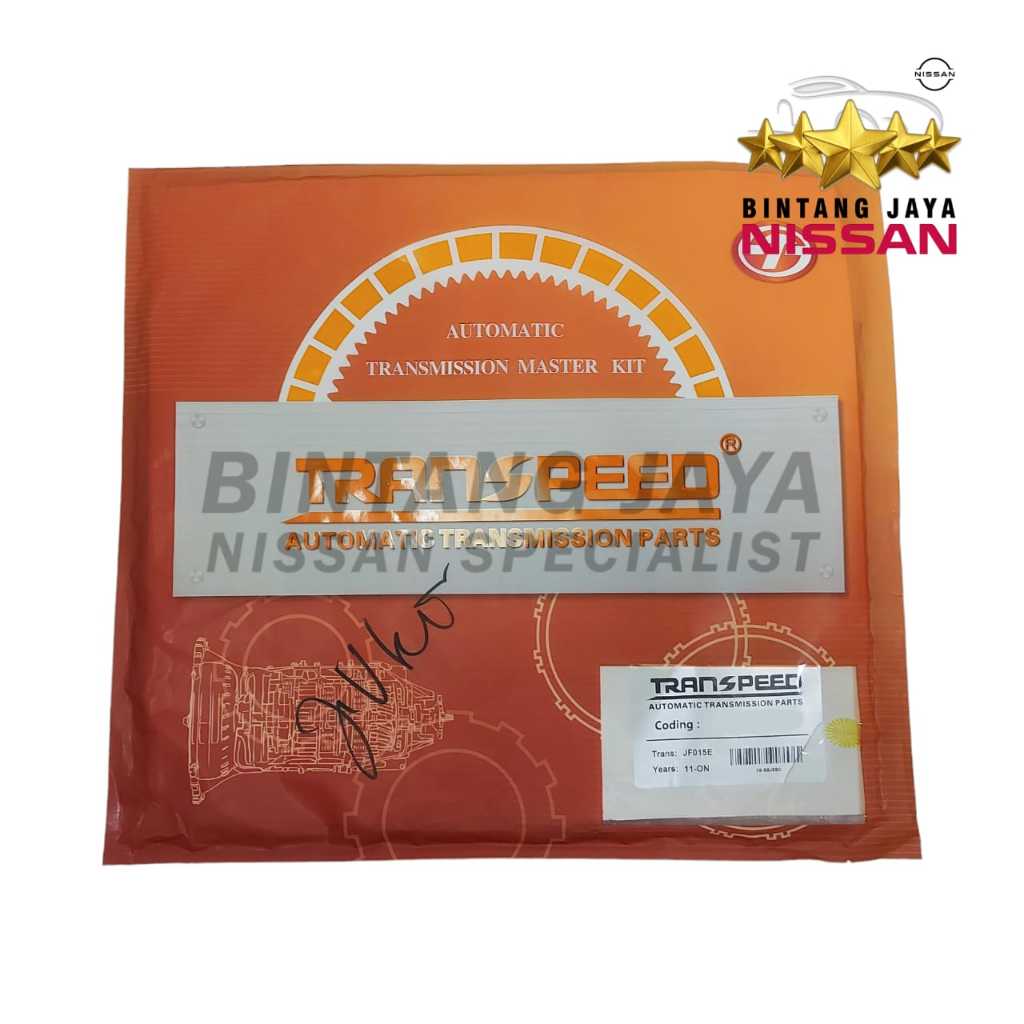 NISSAN
BINTANG JAYA
NISSAN
AUTOMATIC
TRANSMISSION MASTER KIT
BINTANG JAYA
TRANSPEED®
AUTOMATIC TRANSMISSION PARTS
NISSAN SPECIALIST
TRANSPEED
AUTOMATIC TRANSMISSION PARTS
Coding :
Trans: JF015E
Years: 11-ON